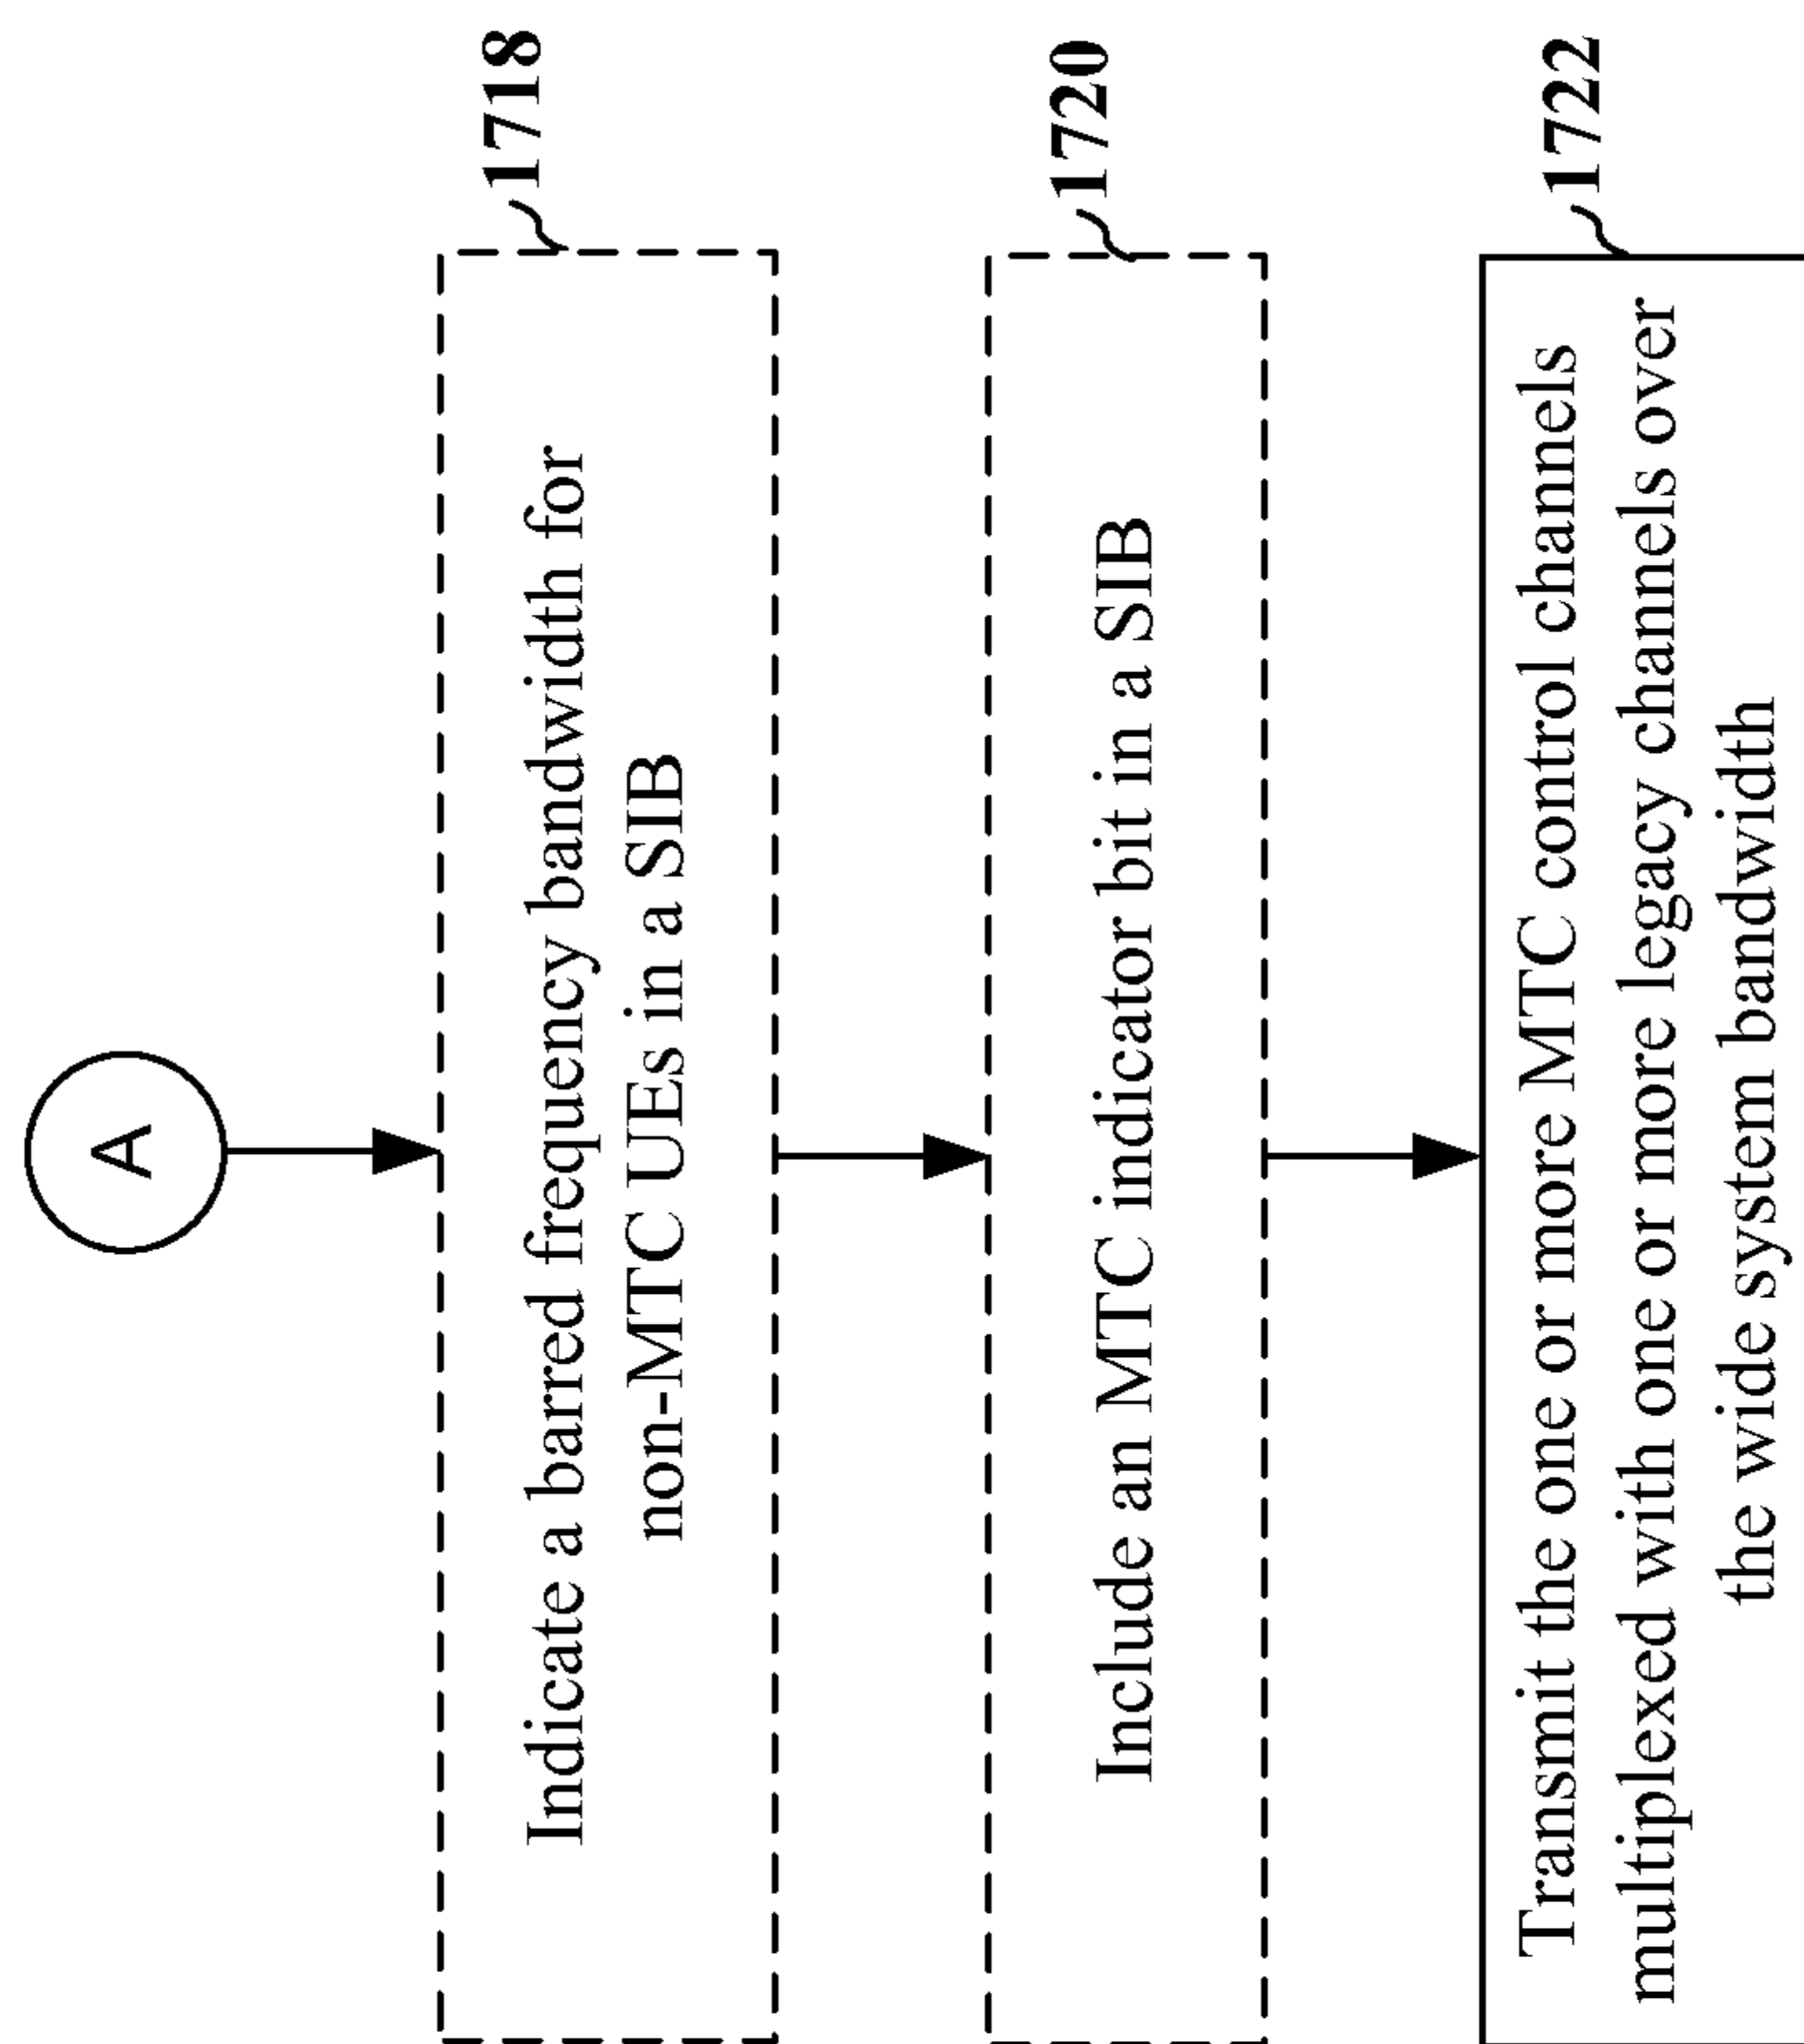 A
1718
Indicate a barred frequency bandwidth for
non-MTC UEs in a SIB
1720
Include an MTC indicator bit in a SIB
1722
Transmit the one or more MTC control channels
multiplexed with one or more legacy channels over
the wide system bandwidth